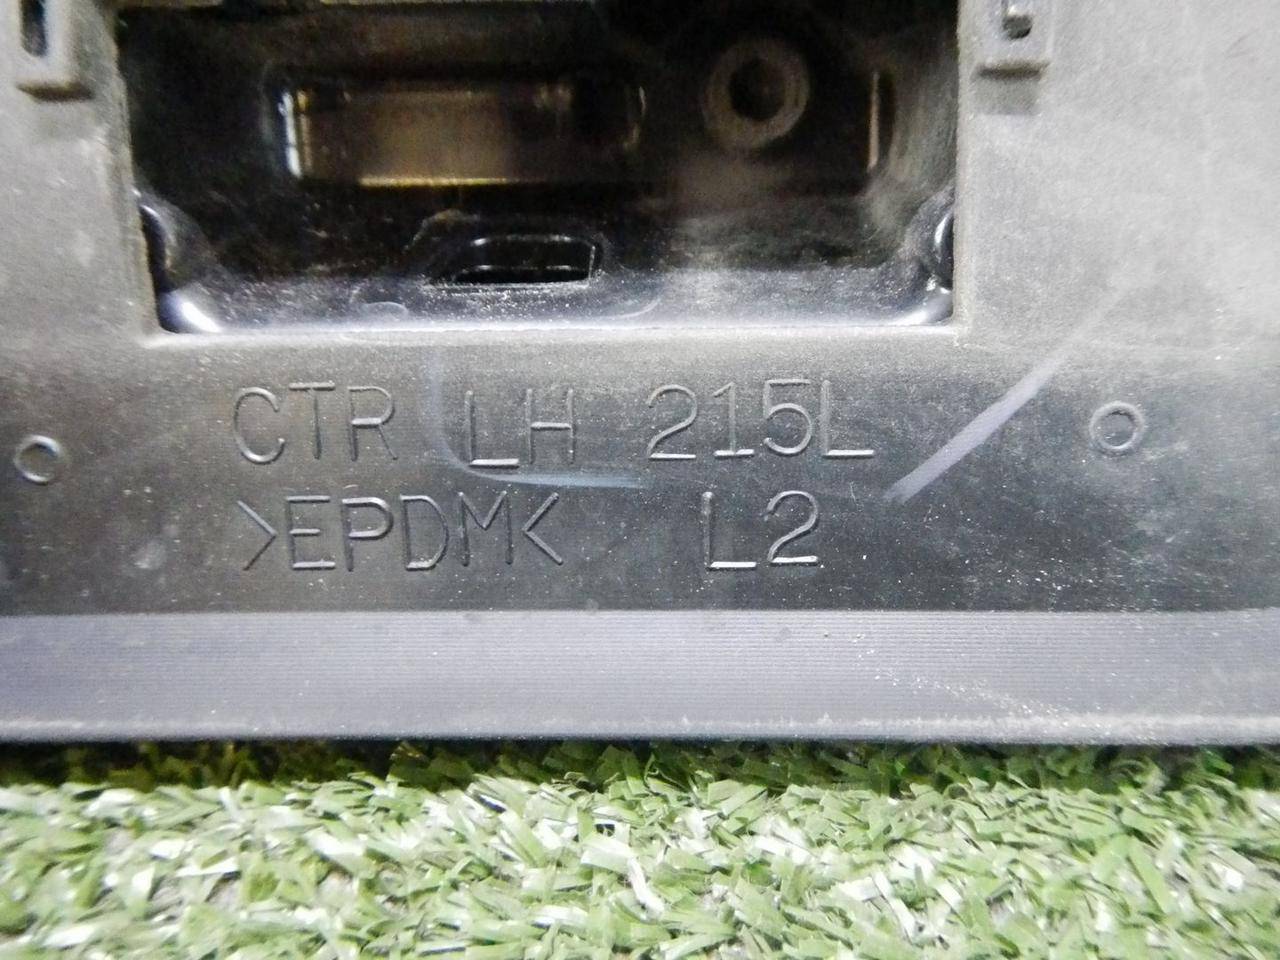 CTR LH 215L
>EPDM< L2